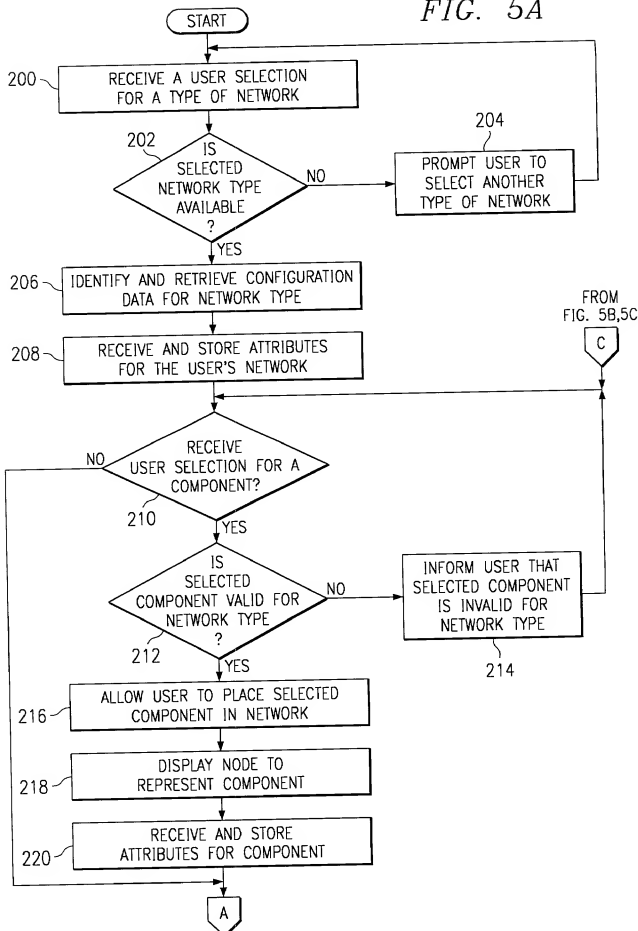 FIG. 5A
START
200
RECEIVE A USER SELECTION
FOR A TYPE OF NETWORK
202
IS
SELECTED
NETWORK TYPE
AVAILABLE
?
NO
204
PROMPT USER TO
SELECT ANOTHER
TYPE OF NETWORK
YES
206
IDENTIFY AND RETRIEVE CONFIGURATION
DATA FOR NETWORK TYPE
208
RECEIVE AND STORE ATTRIBUTES
FOR THE USER'S NETWORK
FROM
FIG. 5B,5C
C
NO
RECEIVE
USER SELECTION FOR A
COMPONENT?
210
YES
IS
SELECTED
COMPONENT VALID FOR
NETWORK TYPE
?
212
NO
INFORM USER THAT
SELECTED COMPONENT
IS INVALID FOR
NETWORK TYPE
214
YES
216
ALLOW USER TO PLACE SELECTED
COMPONENT IN NETWORK
218
DISPLAY NODE TO
REPRESENT COMPONENT
220
RECEIVE AND STORE
ATTRIBUTES FOR COMPONENT
A